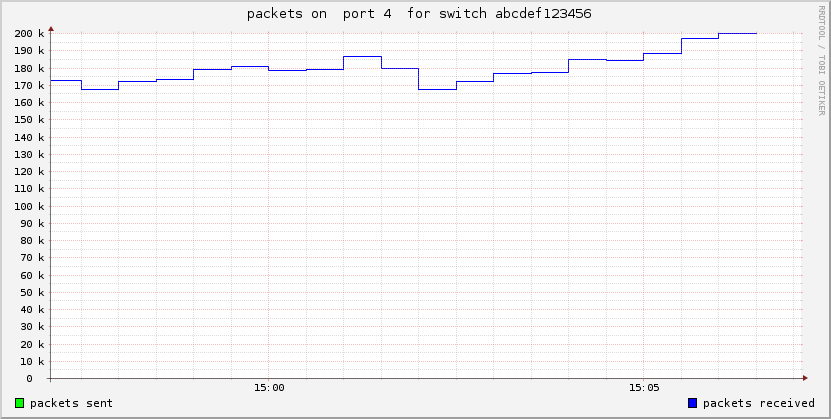 packets on  port 4  for switch abcdef123456
RRDTOOL / TOBI OETIKER
200 k
190 k
180 k
170 k
160 k
150 k
140 k
130 k
120 k
110 k
100 k
90 k
80 k
70 k
60 k
50 k
40 k
30 k
20 k
10 k
0
15:00 15:05
packets sent packets received